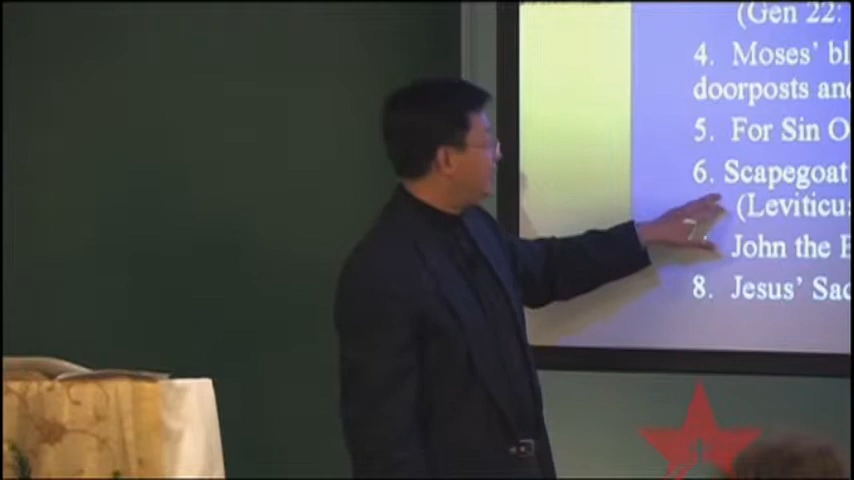 (Gen 22:
4. Moses' bl
doorposts and
5. For Sin O
6. Scapegoat
(Leviticus
John the B
8. Jesus' Sac